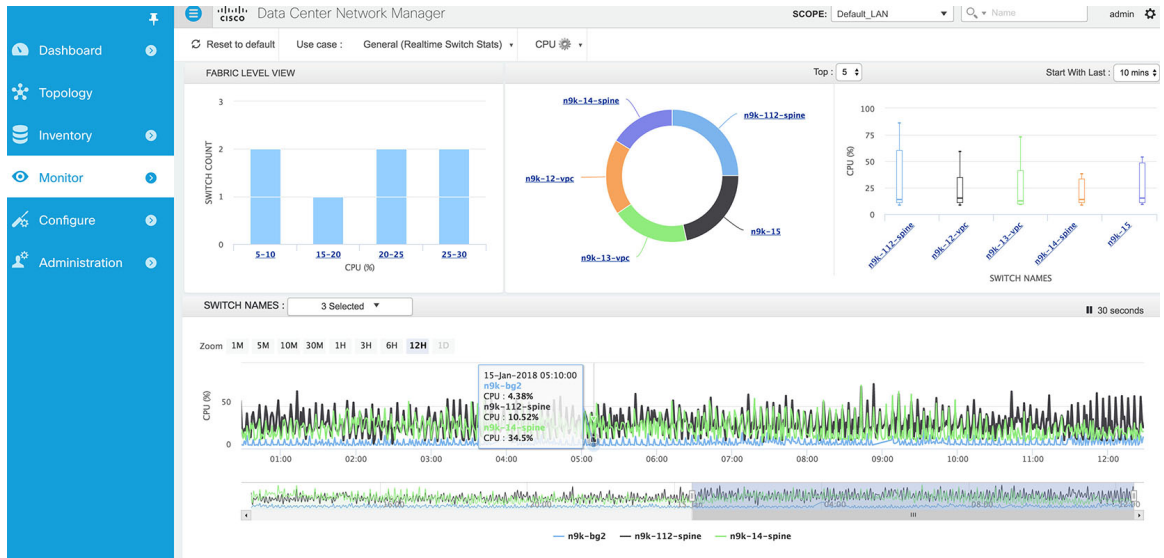 cisco Data Center Network Manager
SCOPE: Default_LAN Name admin
Dashboard
Topology
Inventory
Monitor
Configure
Administration
Reset to default Use case : General (Realtime Switch Stats) CPU
FABRIC LEVEL VIEW
Top : 5
Start With Last : 10 mins
SWITCH COUNT
3
2
1
0
5-10 15-20 20-25 25-30
CPU (%)
n9k-14-spine
n9k-112-spine
n9k-12-vpc
n9k-15
n9k-13-vpc
CPU (%)
100
75
50
25
0
n9k-112-spine n9k-12-vpc n9k-13-vpc n9k-14-spine n9k-15
SWITCH NAMES
SWITCH NAMES : 3 Selected
30 seconds
Zoom 1M 5M 10M 30M 1H 3H 6H 12H 1D
15-Jan-2018 05:10:00
n9k-bg2
CPU : 4.38%
n9k-112-spine
CPU : 10.52%
n9k-14-spine
CPU : 34.5%
CPU (%)
50
0
01:00 02:00 03:00 04:00 05:00 06:00 07:00 08:00 09:00 10:00 11:00 12:00
n9k-bg2 n9k-112-spine n9k-14-spine